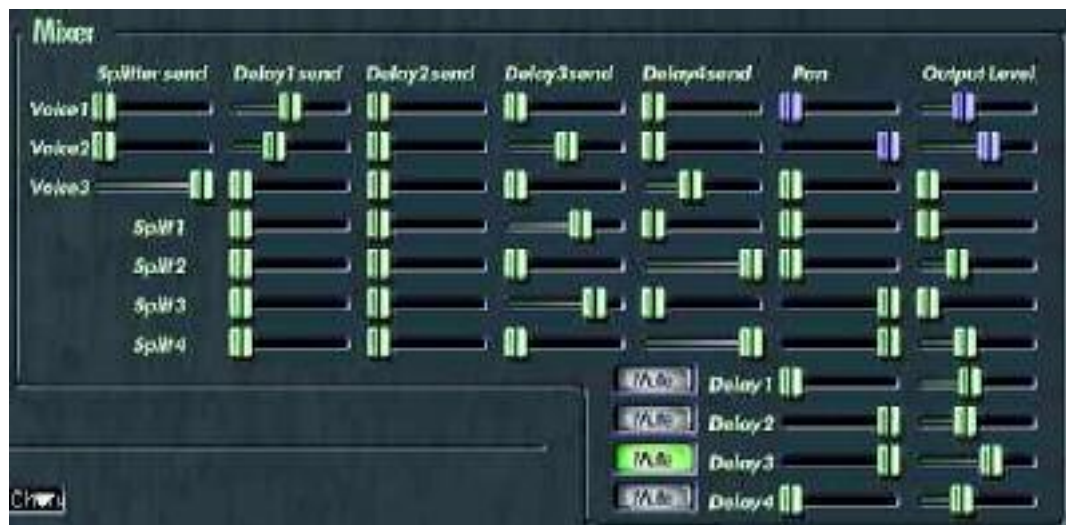 Mixer
Splitter send Delay1 send Delay2 send Delay3 send Delay4 send Pan Output Level
Voice1
Voice2
Voice3
Split1
Split2
Split3
Split4
Mute Delay1
Mute Delay2
Mute Delay3
Mute Delay4